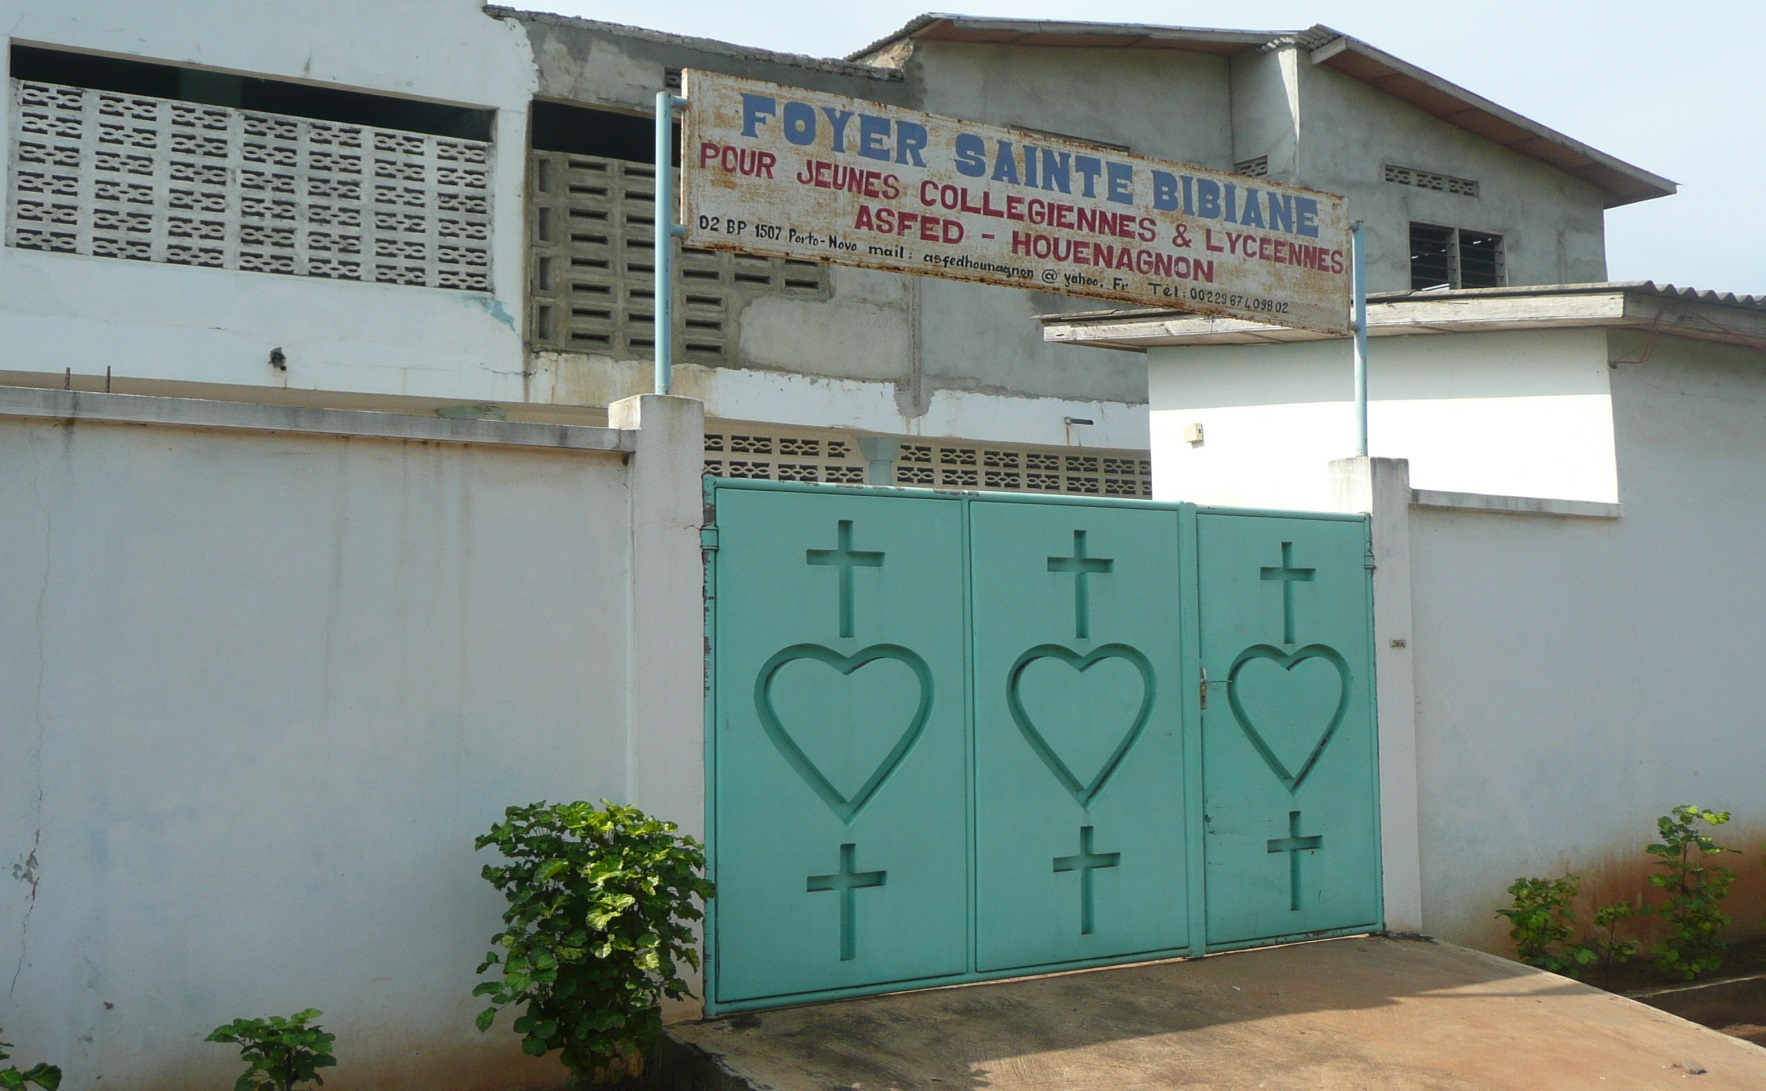 FOYER SAINTE BIBIANE
POUR JEUNES COLLEGIENNES & LYCEENNES
ASFED - HOUENAGNON
02 BP 1507 Porto-Novo mail : asfedhounagnon @ yahoo. Fr Tél : 00229 67 40 98 02